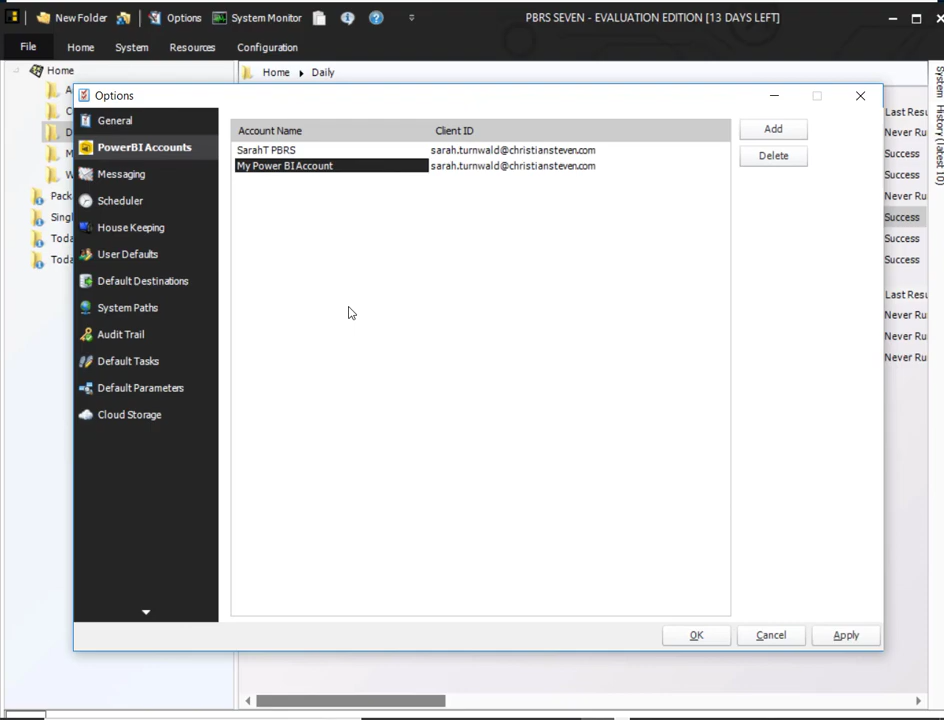 New Folder
Options
System Monitor
PBRS SEVEN - EVALUATION EDITION [13 DAYS LEFT]
File
Home
System
Resources
Configuration
Home
Home
Daily
Options
General
PowerBI Accounts
Messaging
Scheduler
House Keeping
User Defaults
Default Destinations
System Paths
Audit Trail
Default Tasks
Default Parameters
Cloud Storage
Account Name
Client ID
SarahT PBRS
sarah.turnwald@christiansteven.com
My Power BI Account
sarah.turnwald@christiansteven.com
Add
Delete
OK
Cancel
Apply
A
C
D
M
W
Pack
Singl
Toda
Toda
Last Resu
Never Ru
Success
Success
Never Ru
Success
Success
Success
Last Resu
Never Ru
Never Ru
Never Ru
System History (latest 10)